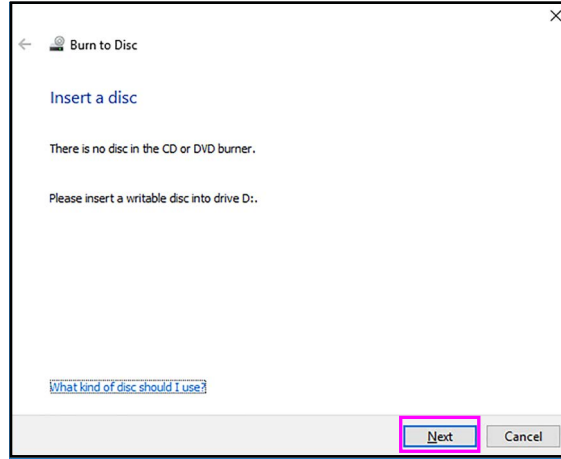 Burn to Disc
Insert a disc
There is no disc in the CD or DVD burner.
Please insert a writable disc into drive D:.
What kind of disc should I use?
Next
Cancel